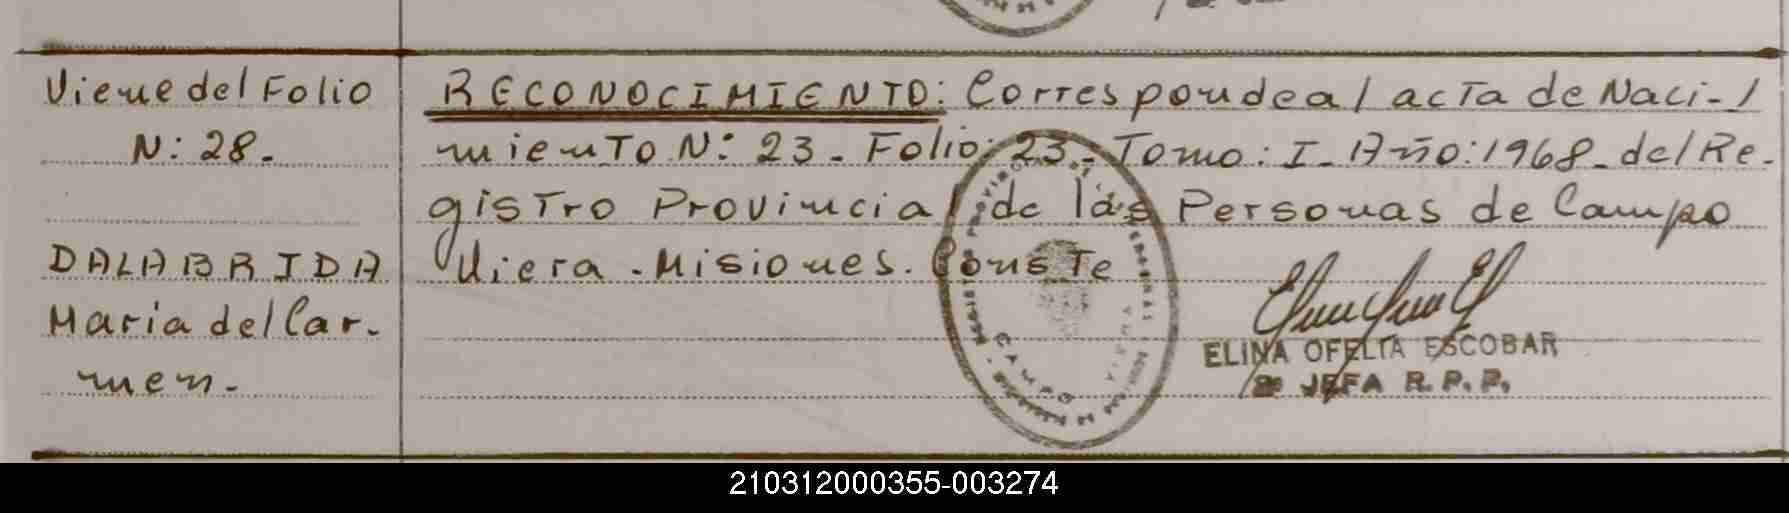 Viene del Folio
N: 28.
DALABRIDA
Maria del Car-
men.
RECONOCIMIENTO: Corresponde al acta de Naci-
miento N: 23. Folio: 23. Tomo: I. Año: 1968. del Re-
gistro Provincial de las Personas de Campo
Viera. Misiones. Conste
ELINA OFELIA ESCOBAR
JEFA R. P. P.
CAMPO
210312000355-003274